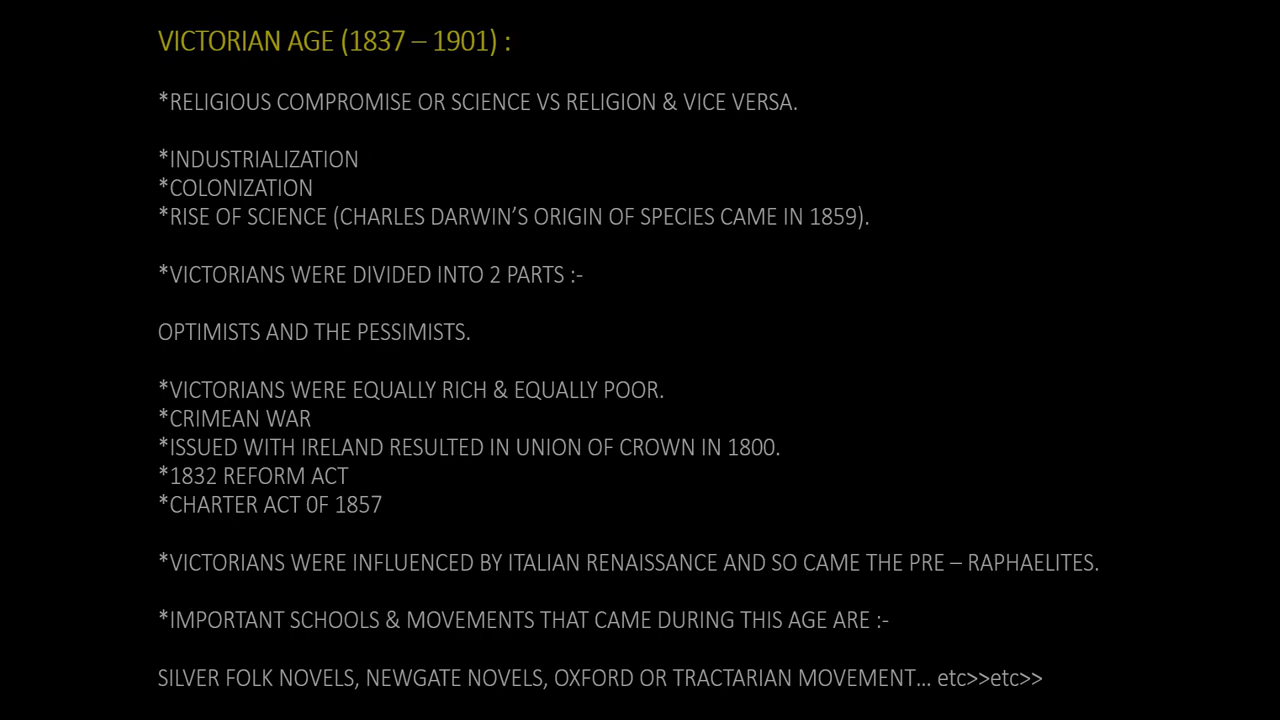 VICTORIAN AGE (1837 – 1901) :
*RELIGIOUS COMPROMISE OR SCIENCE VS RELIGION & VICE VERSA.
*INDUSTRIALIZATION
*COLONIZATION
*RISE OF SCIENCE (CHARLES DARWIN'S ORIGIN OF SPECIES CAME IN 1859).
*VICTORIANS WERE DIVIDED INTO 2 PARTS :-
OPTIMISTS AND THE PESSIMISTS.
*VICTORIANS WERE EQUALLY RICH & EQUALLY POOR.
*CRIMEAN WAR
*ISSUED WITH IRELAND RESULTED IN UNION OF CROWN IN 1800.
*1832 REFORM ACT
*CHARTER ACT 0F 1857
*VICTORIANS WERE INFLUENCED BY ITALIAN RENAISSANCE AND SO CAME THE PRE – RAPHAELITES.
*IMPORTANT SCHOOLS & MOVEMENTS THAT CAME DURING THIS AGE ARE :-
SILVER FOLK NOVELS, NEWGATE NOVELS, OXFORD OR TRACTARIAN MOVEMENT... etc>>etc>>